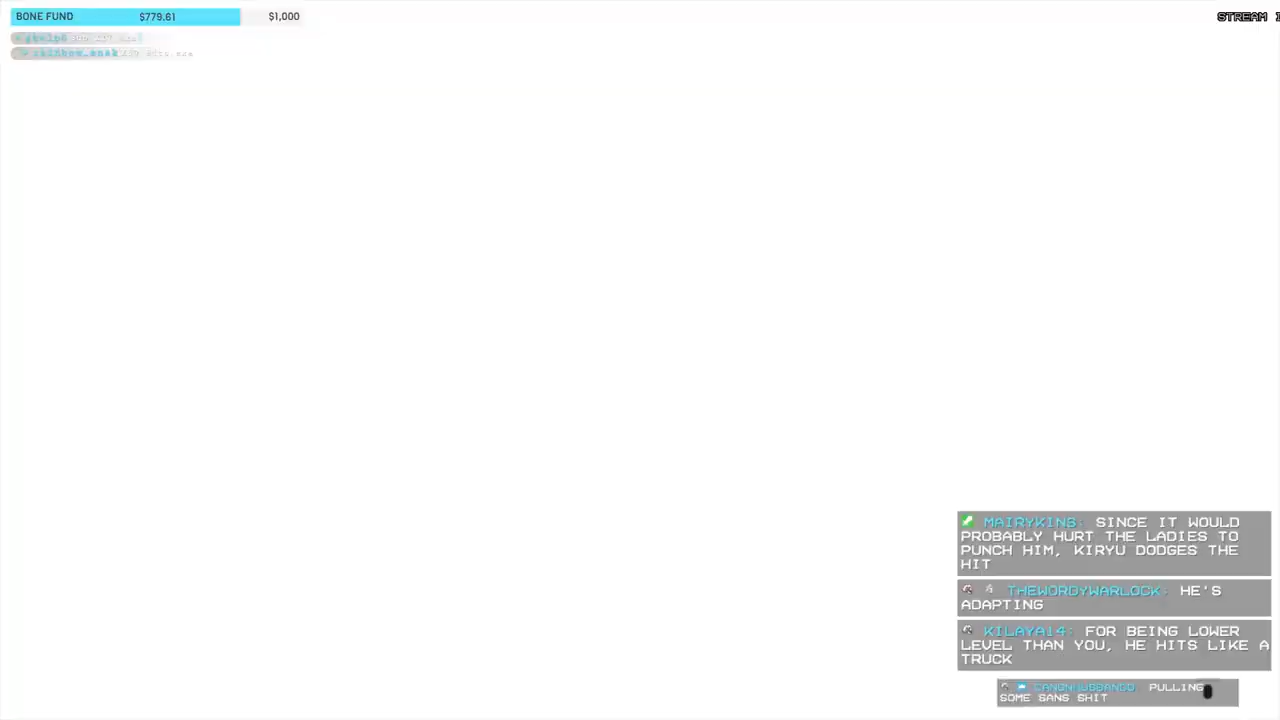 BONE FUND $779.61 $1,000
STREAM
MAIRYKINS: SINCE IT WOULD
PROBABLY HURT THE LADIES TO
PUNCH HIM, KIRYU DODGES THE
HIT
THEWORDYWARLOCK: HE'S
ADAPTING
KILAYA14: FOR BEING LOWER
LEVEL THAN YOU, HE HITS LIKE A
TRUCK
PULLING
SOME SANS SHIT